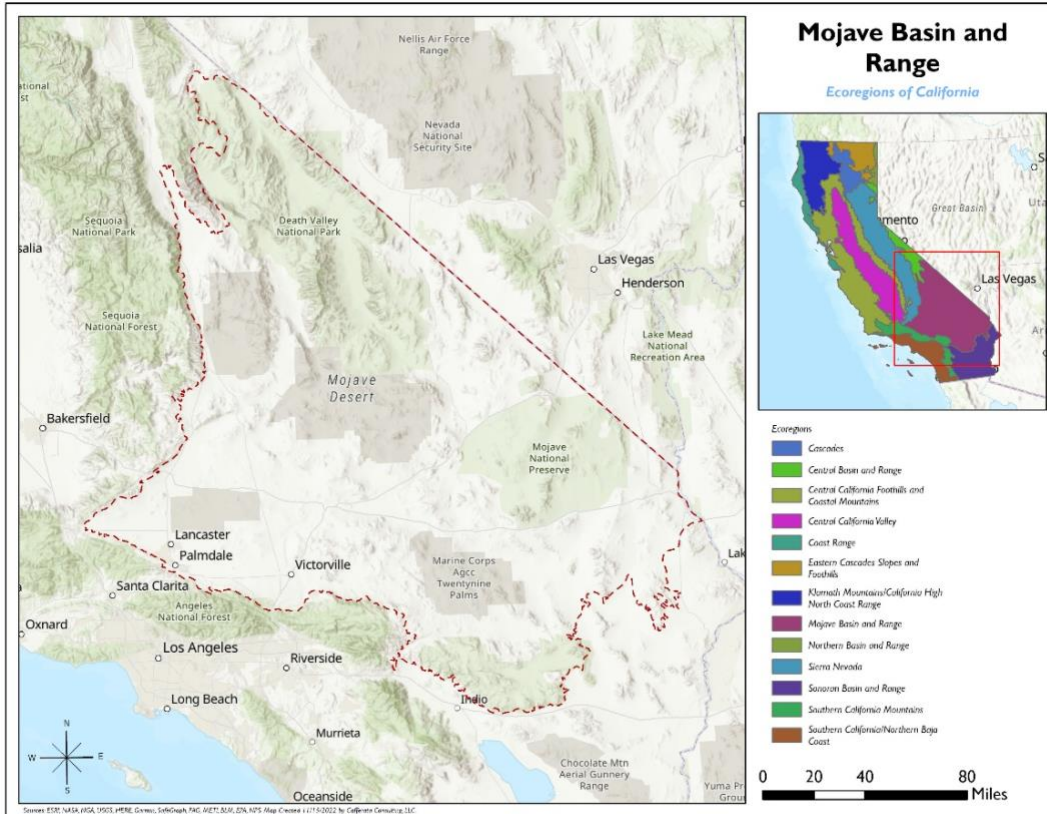 Mojave Basin and
Range
Ecoregions of California
Nellis Air Force
Range
Nevada
National
Security Site
Sequoia
National Park
Death Valley
National Park
Las Vegas
Henderson
Sequoia
National Forest
Lake Mead
National
Recreation Area
Mojave
Desert
Bakersfield
Mojave
National
Preserve
Lancaster
Palmdale
Victorville
Marine Corps
Agcc
Twentynine
Palms
Lak
Santa Clarita
Angeles
National Forest
Oxnard
Los Angeles
Riverside
Long Beach
Indio
Murrieta
Chocolate Mtn
Aerial Gunnery
Range
Oceanside
N
W
E
S
amento
Great Basin
Las Vegas
Ecoregions
Cascades
Central Basin and Range
Central California Foothills and
Coastal Mountains
Central California Valley
Coast Range
Eastern Cascades Slopes and
Foothills
Klamath Mountains/California High
North Coast Range
Mojave Basin and Range
Northern Basin and Range
Sierra Nevada
Sonoran Basin and Range
Southern California Mountains
Southern California/Northern Baja
Coast
0 20 40 80
Miles